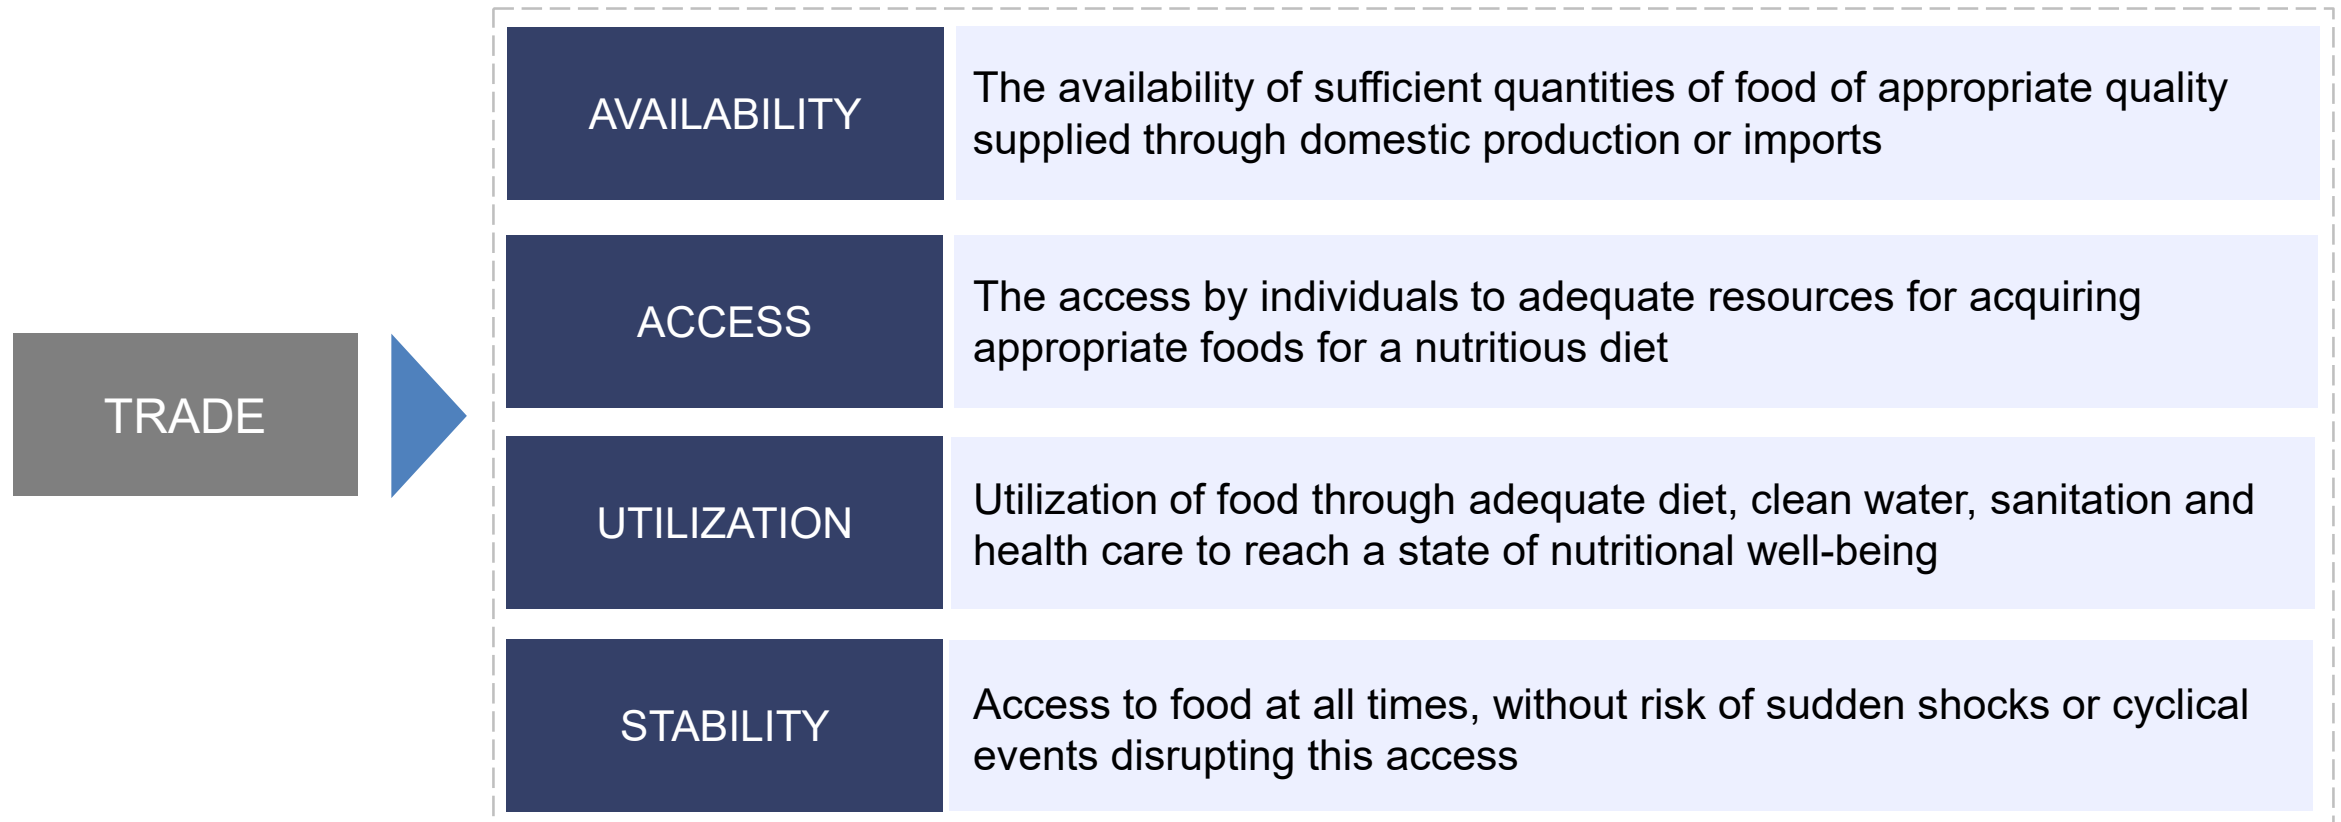 TRADE
AVAILABILITY
The availability of sufficient quantities of food of appropriate quality
supplied through domestic production or imports
ACCESS
The access by individuals to adequate resources for acquiring
appropriate foods for a nutritious diet
UTILIZATION
Utilization of food through adequate diet, clean water, sanitation and
health care to reach a state of nutritional well-being
STABILITY
Access to food at all times, without risk of sudden shocks or cyclical
events disrupting this access